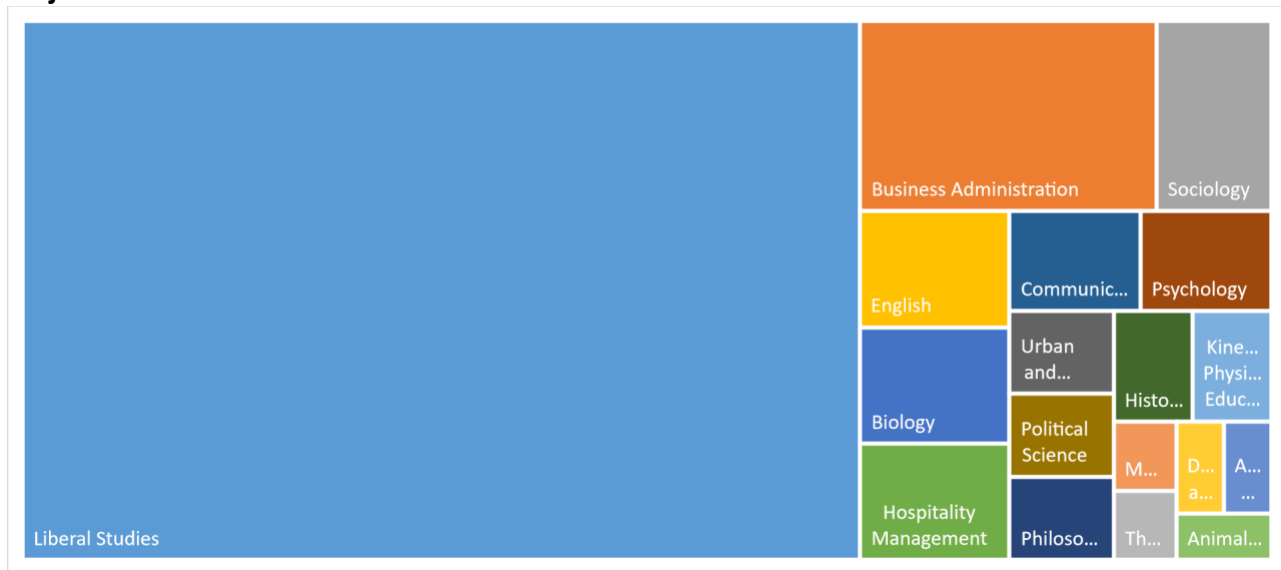 Liberal Studies
Business Administration
Sociology
English
Communic...
Psychology
Biology
Urban
and...
Histo...
Kine...
Physi...
Educ...
Political
Science
Hospitality
Management
Philoso...
M...
D...
a...
A...
...
Th...
Animal...